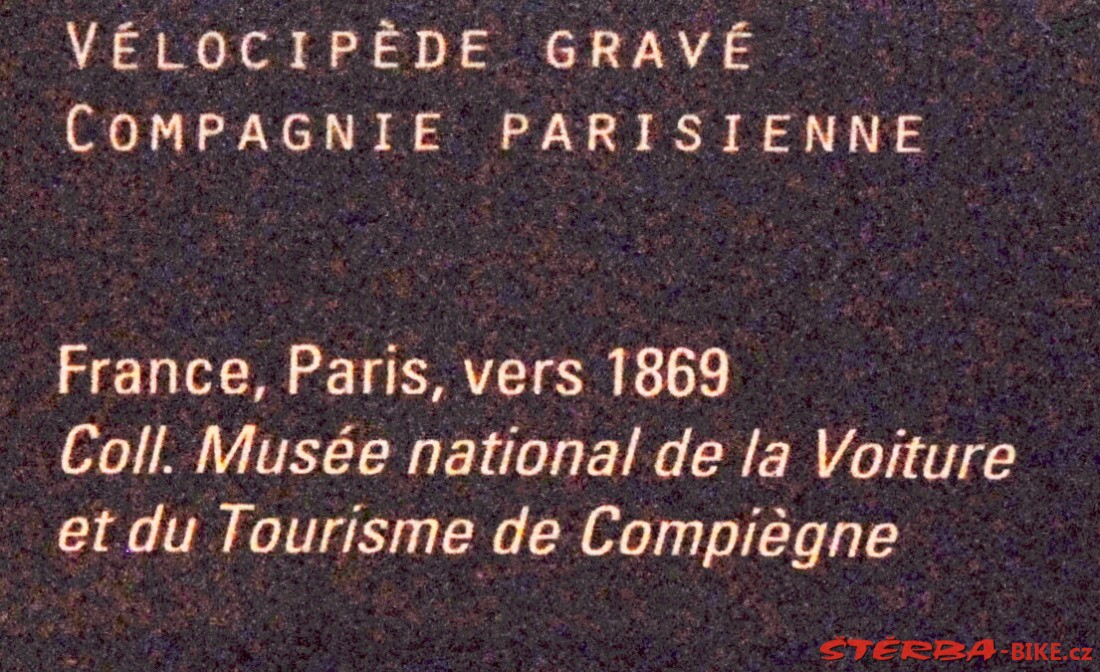 VÉLOCIPÈDE GRAVÉ
COMPAGNIE PARISIENNE
France, Paris, vers 1869
Coll. Musée national de la Voiture
et du Tourisme de Compiègne
ŠTĚRBA-BIKE.cz